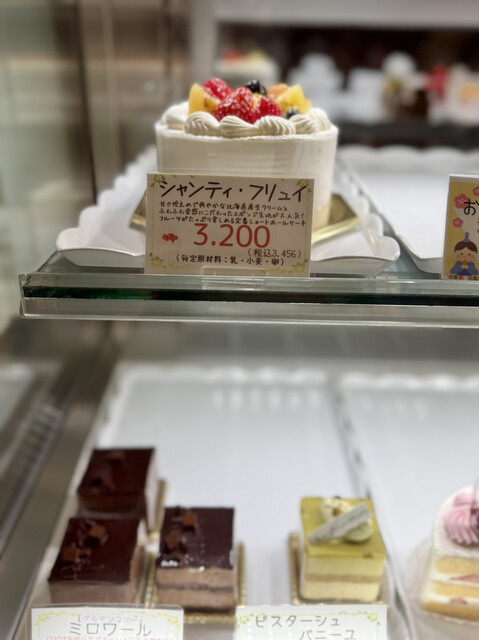 シャンティ・フリュイ
甘さ控えめで爽やかな北海道産生クリームと
ふわふわ食感にこだわったスポンジ生地が大人気!
フルーツがたっぷり楽しめる定番ショートホールケーキ
3.200
(税込3.456)
(特定原材料:乳・小麦・卵)
お
ミロワール
ピスターシュ
バニーユ